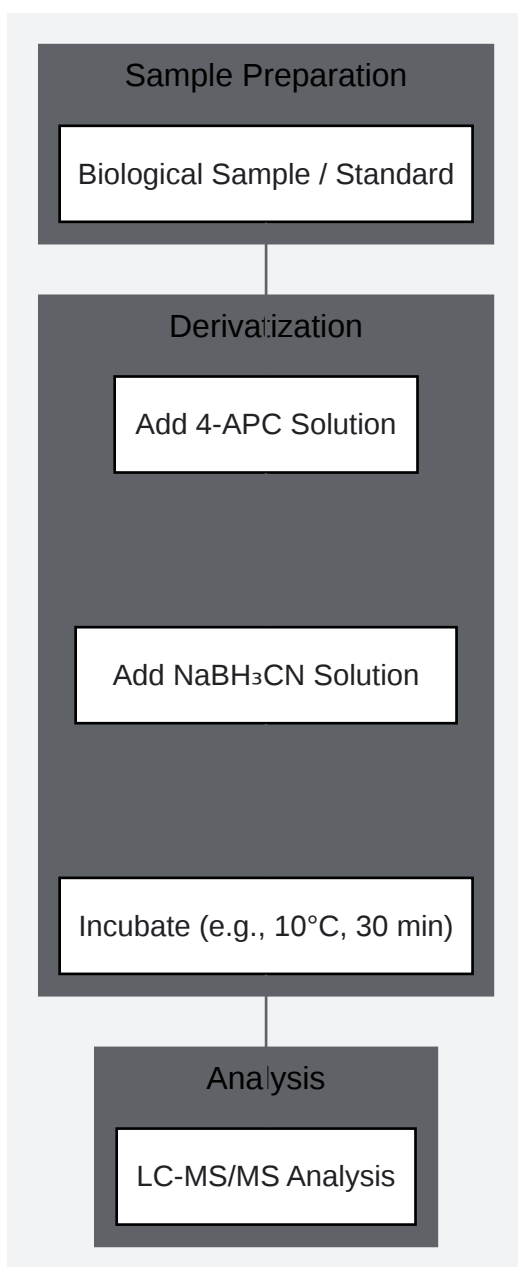 Sample Preparation
Biological Sample / Standard
Derivatization
Add 4-APC Solution
Add NaBH₃CN Solution
Incubate (e.g., 10°C, 30 min)
Analysis
LC-MS/MS Analysis